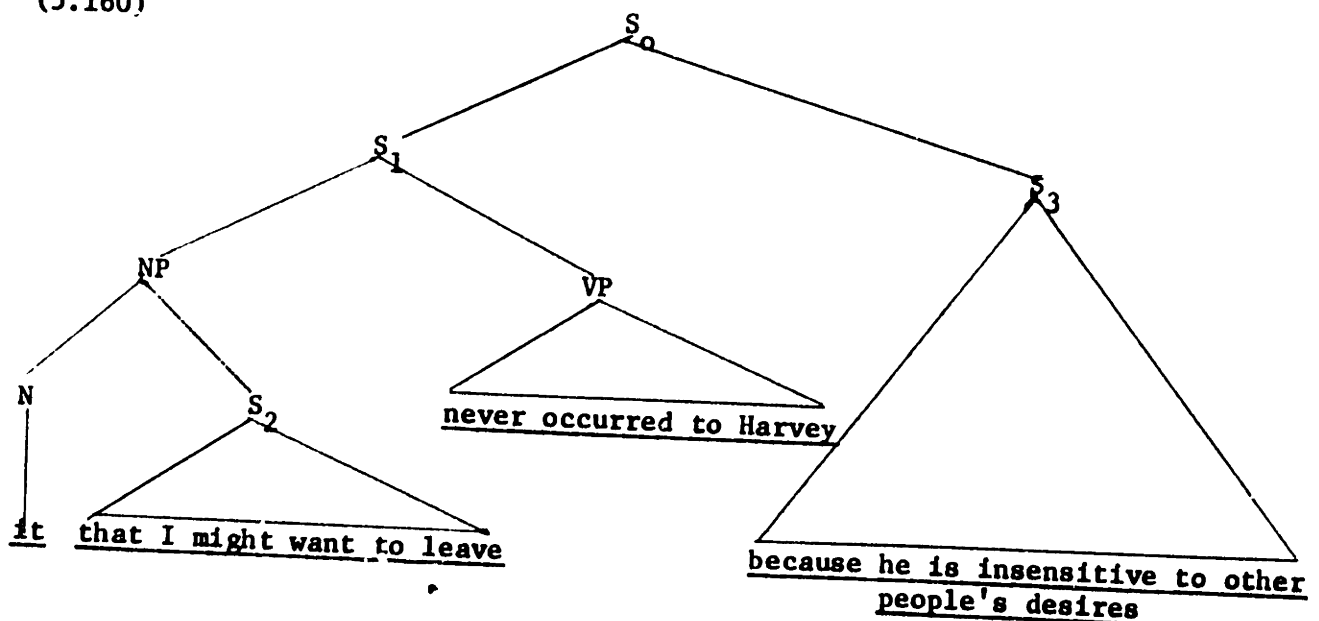 (5.160)
S0
S1
S3
NP
VP
N
S2
never occurred to Harvey
it that I might want to leave
because he is insensitive to other
people's desires